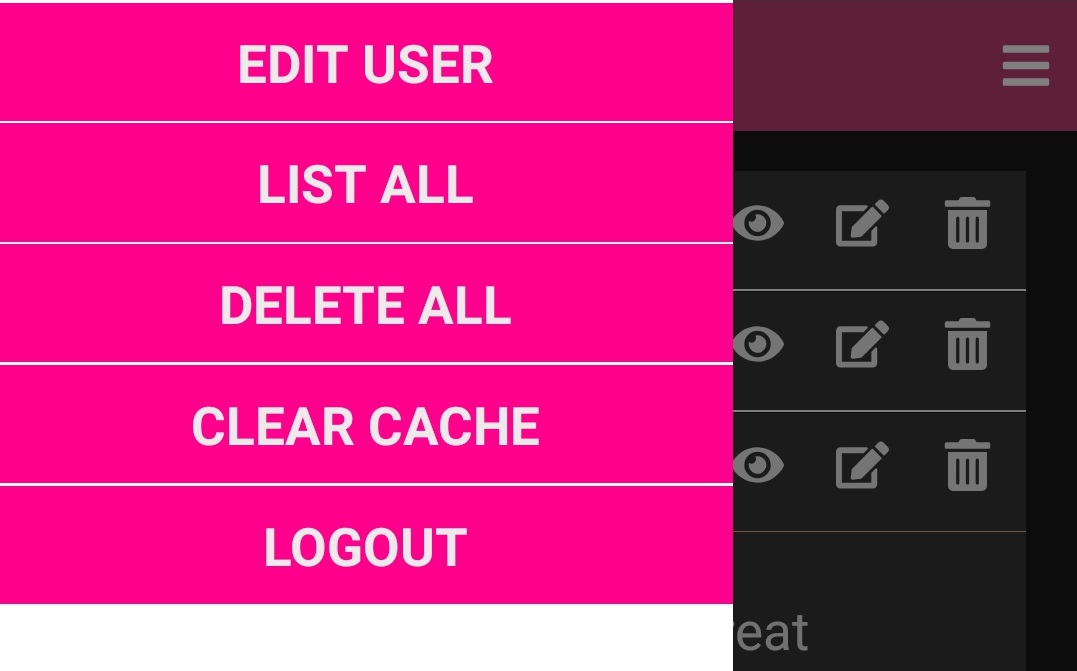 EDIT USER
LIST ALL
DELETE ALL
CLEAR CACHE
LOGOUT